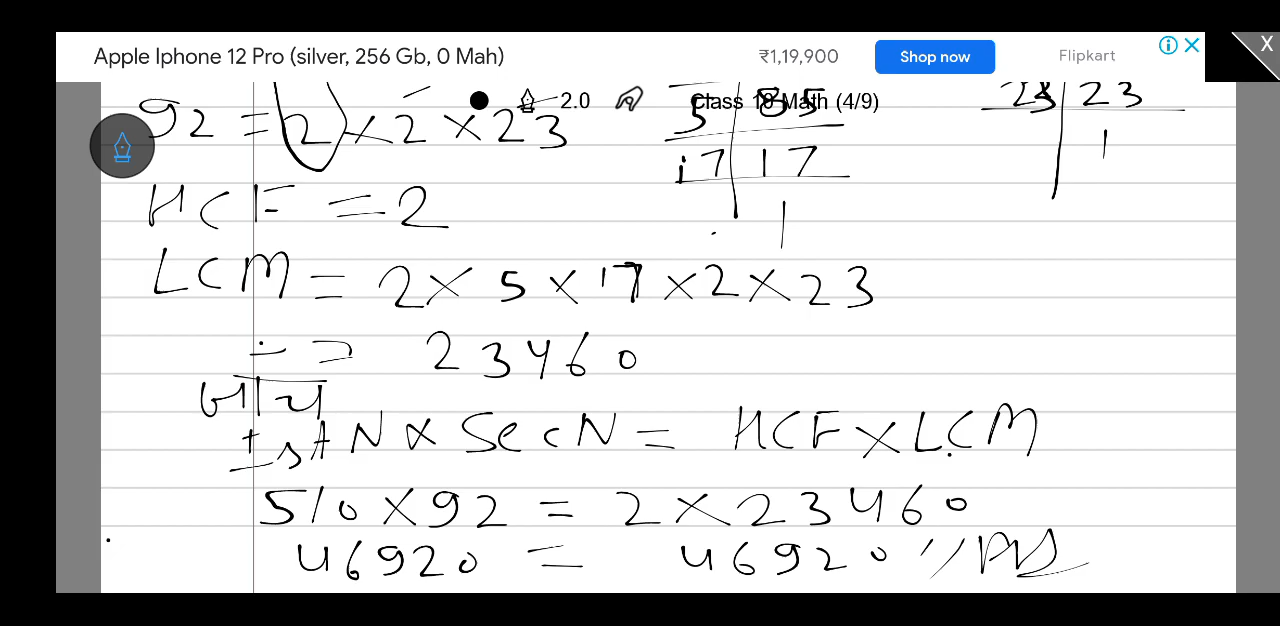 Apple Iphone 12 Pro (silver, 256 Gb, 0 Mah) ₹1,19,900 Shop now Flipkart X
2.0 Class 10 Math (4/9)
92 = 2 × 2 × 23
5 | 85
23 | 23
17 | 17
1
1
HCF = 2
LCM = 2 × 5 × 17 × 2 × 23
= 23460
Ist N × Sec N = HCF × LCM
510 × 92 = 2 × 23460
46920 = 46920 // Ans